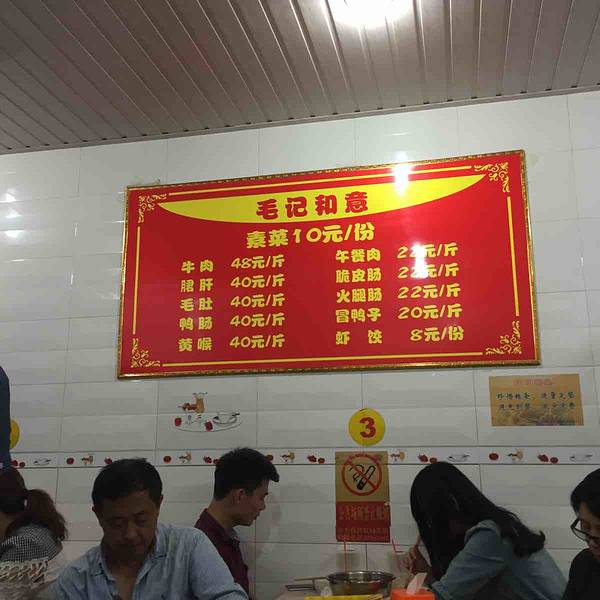 毛记和意
素菜10元/份
牛肉 48元/斤
腒肝 40元/斤
毛肚 40元/斤
鸭肠 40元/斤
黄喉 40元/斤
午餐肉 22元/斤
脆皮肠 22元/斤
火腿肠 22元/斤
冒鸭子 20元/斤
虾饺 8元/份
3